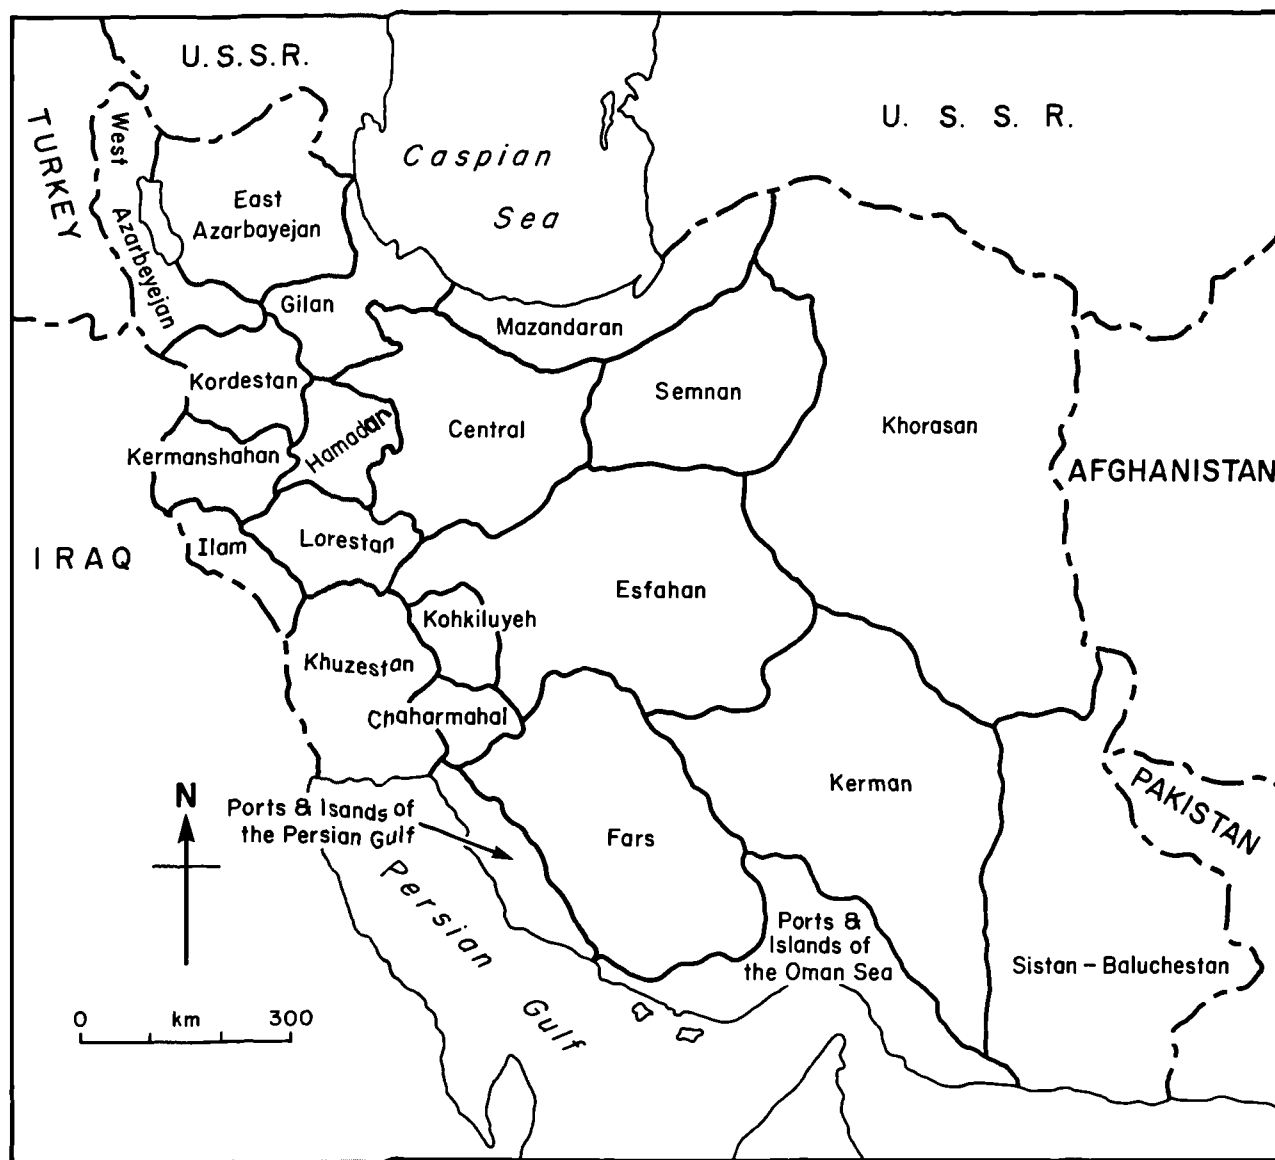 U.S.S.R.
U. S. S. R.
TURKEY
West
Azarbeyejan
East
Azarbayejan
Caspian
Sea
Gilan
Mazandaran
Kordestan
Semnan
Central
Khorasan
Hamadan
Kermanshahan
AFGHANISTAN
IRAQ
Ilam
Lorestan
Esfahan
Kohkiluyeh
Khuzestan
Chaharmahal
Kerman
PAKISTAN
N
Ports & Isands of
the Persian Gulf
Fars
Persian
Gulf
Ports &
Islands of
the Oman Sea
Sistan – Baluchestan
0 km 300